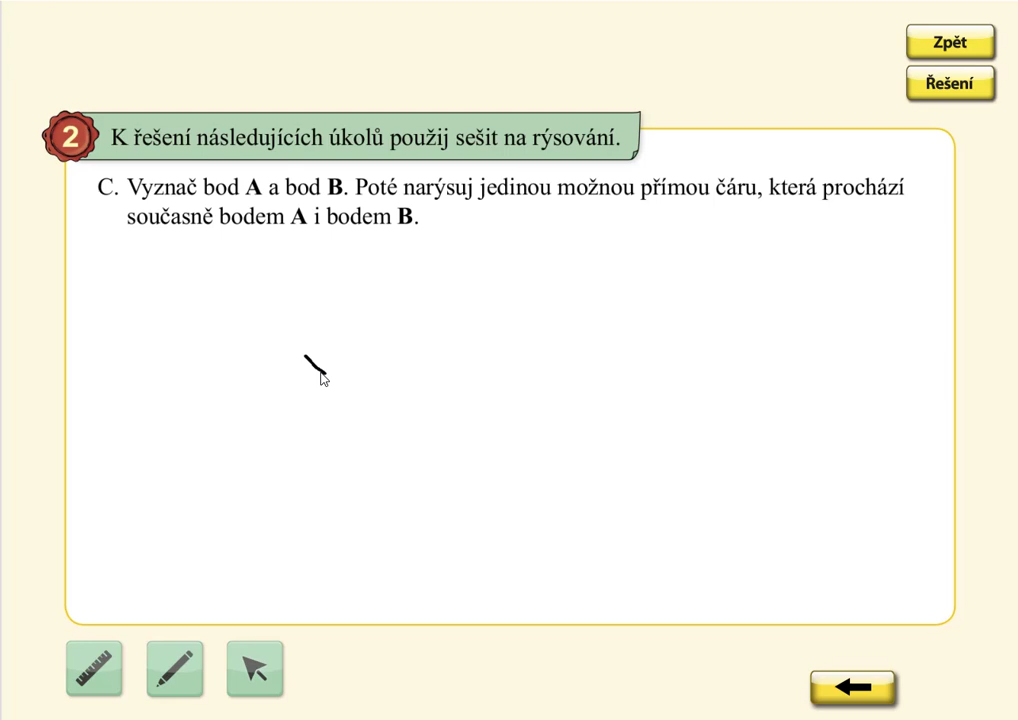 Zpět
Řešení
2 K řešení následujících úkolů použij sešit na rýsování.
C. Vyznač bod A a bod B. Poté narýsuj jedinou možnou přímou čáru, která prochází
současně bodem A i bodem B.